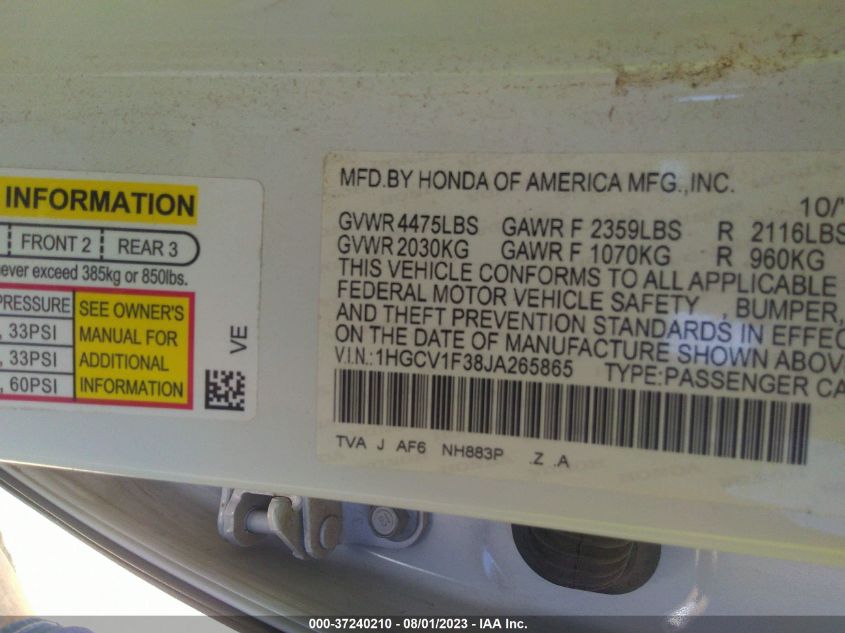 INFORMATION
FRONT 2 REAR 3
never exceed 385kg or 850lbs.
PRESSURE SEE OWNER'S
, 33PSI MANUAL FOR
, 33PSI ADDITIONAL
, 60PSI INFORMATION
VE
MFD.BY HONDA OF AMERICA MFG.,INC.
10/
GVWR 4475LBS GAWR F 2359LBS R 2116LBS
GVWR 2030KG GAWR F 1070KG R 960KG
THIS VEHICLE CONFORMS TO ALL APPLICABLE
FEDERAL MOTOR VEHICLE SAFETY , BUMPER,
AND THEFT PREVENTION STANDARDS IN EFFEC
ON THE DATE OF MANUFACTURE SHOWN ABOV
V.I.N.:1HGCV1F38JA265865 TYPE:PASSENGER CA
TVA J AF6 NH883P .Z .A
000-37240210 - 08/01/2023 - IAA Inc.